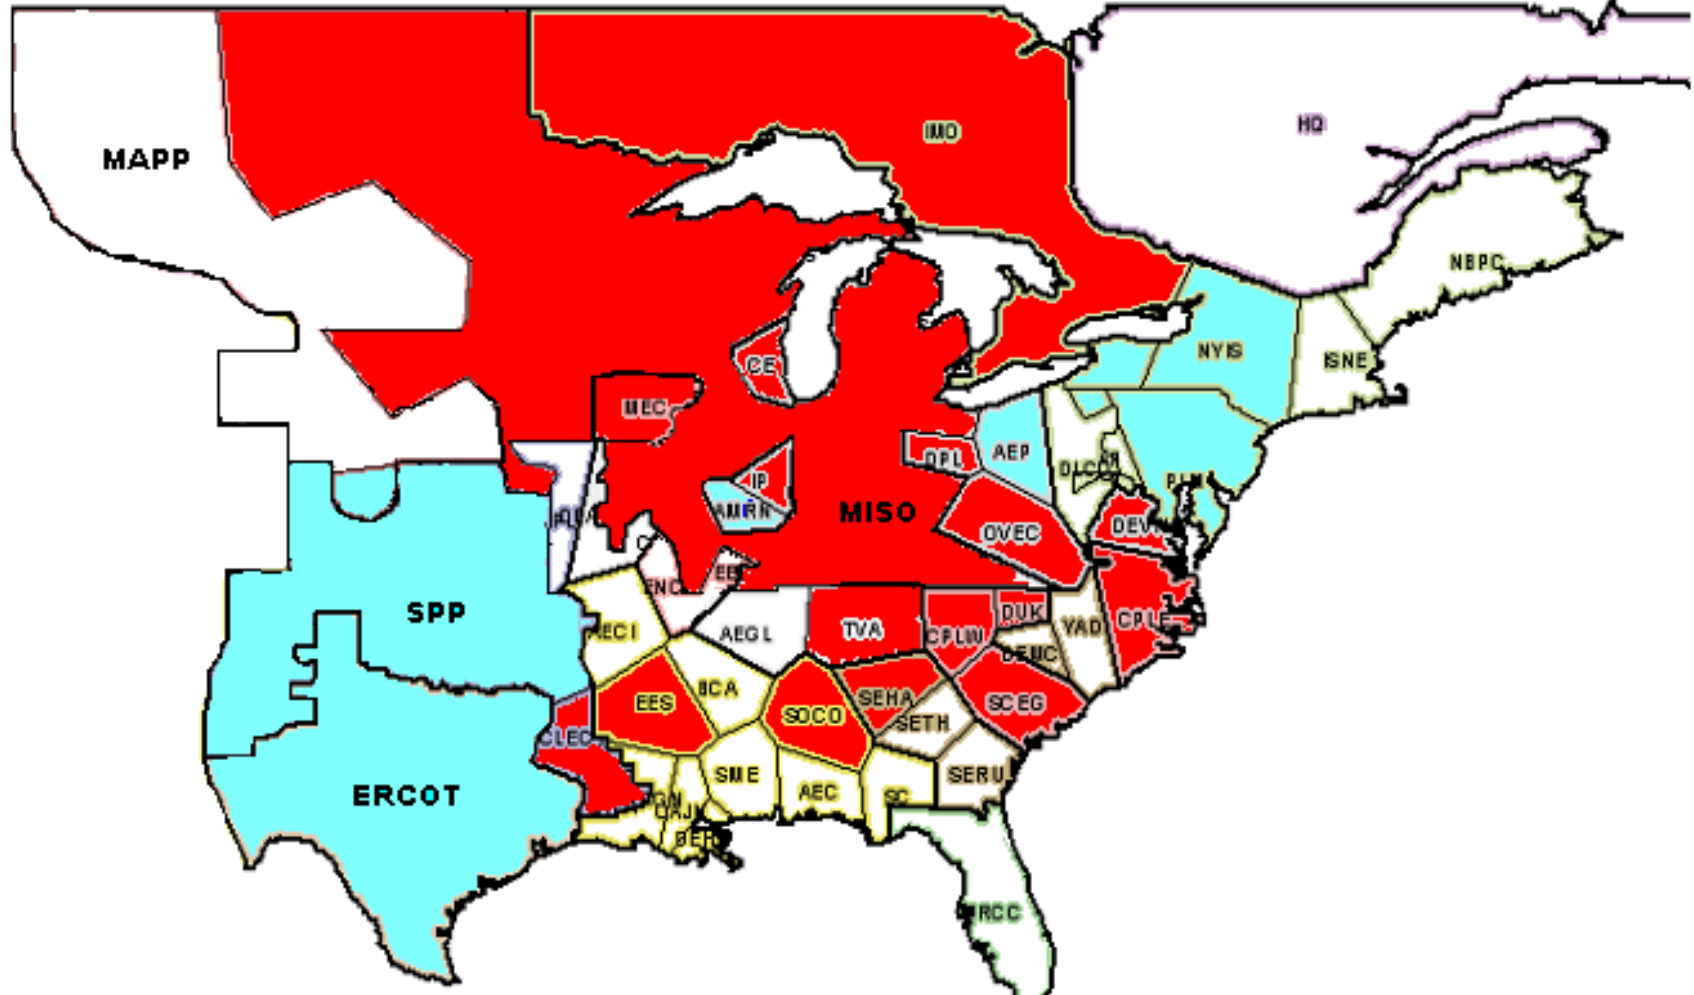 IMO
HQ
MAPP
NBPC
NYIS
ISNE
CE
MEC
AEP
DPL
IP
AMRN
MISO
OVEC
SPP
AECI
AEGL
TVA
CPLW
DUK
YAD
CPLE
EES
SOCO
SEHA
SCEG
SETH
CLEC
SME
SERU
ERCOT
AEC
SC